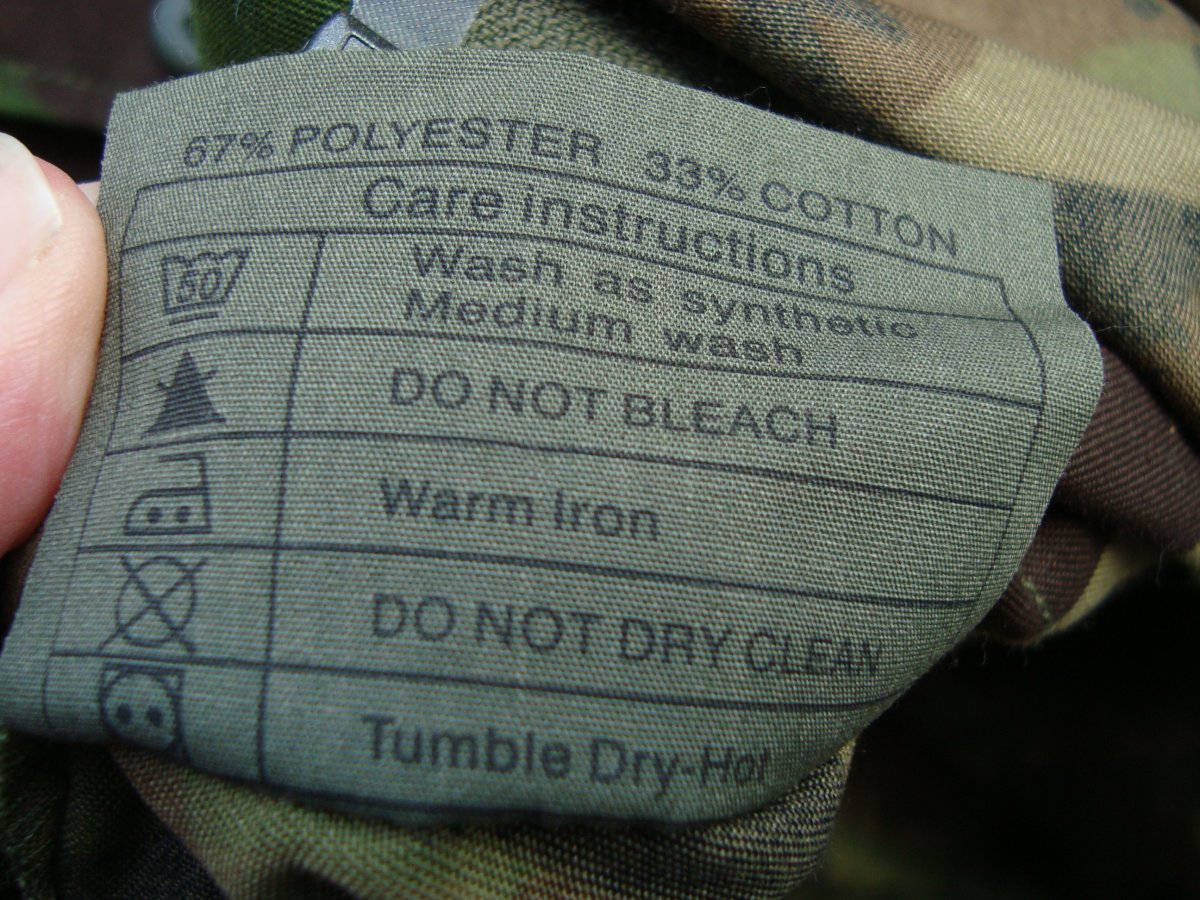 67% POLYESTER 33% COTTON
Care instructions
50
Wash as synthetic
Medium wash
DO NOT BLEACH
Warm iron
DO NOT DRY CLEAN
Tumble Dry-Hot